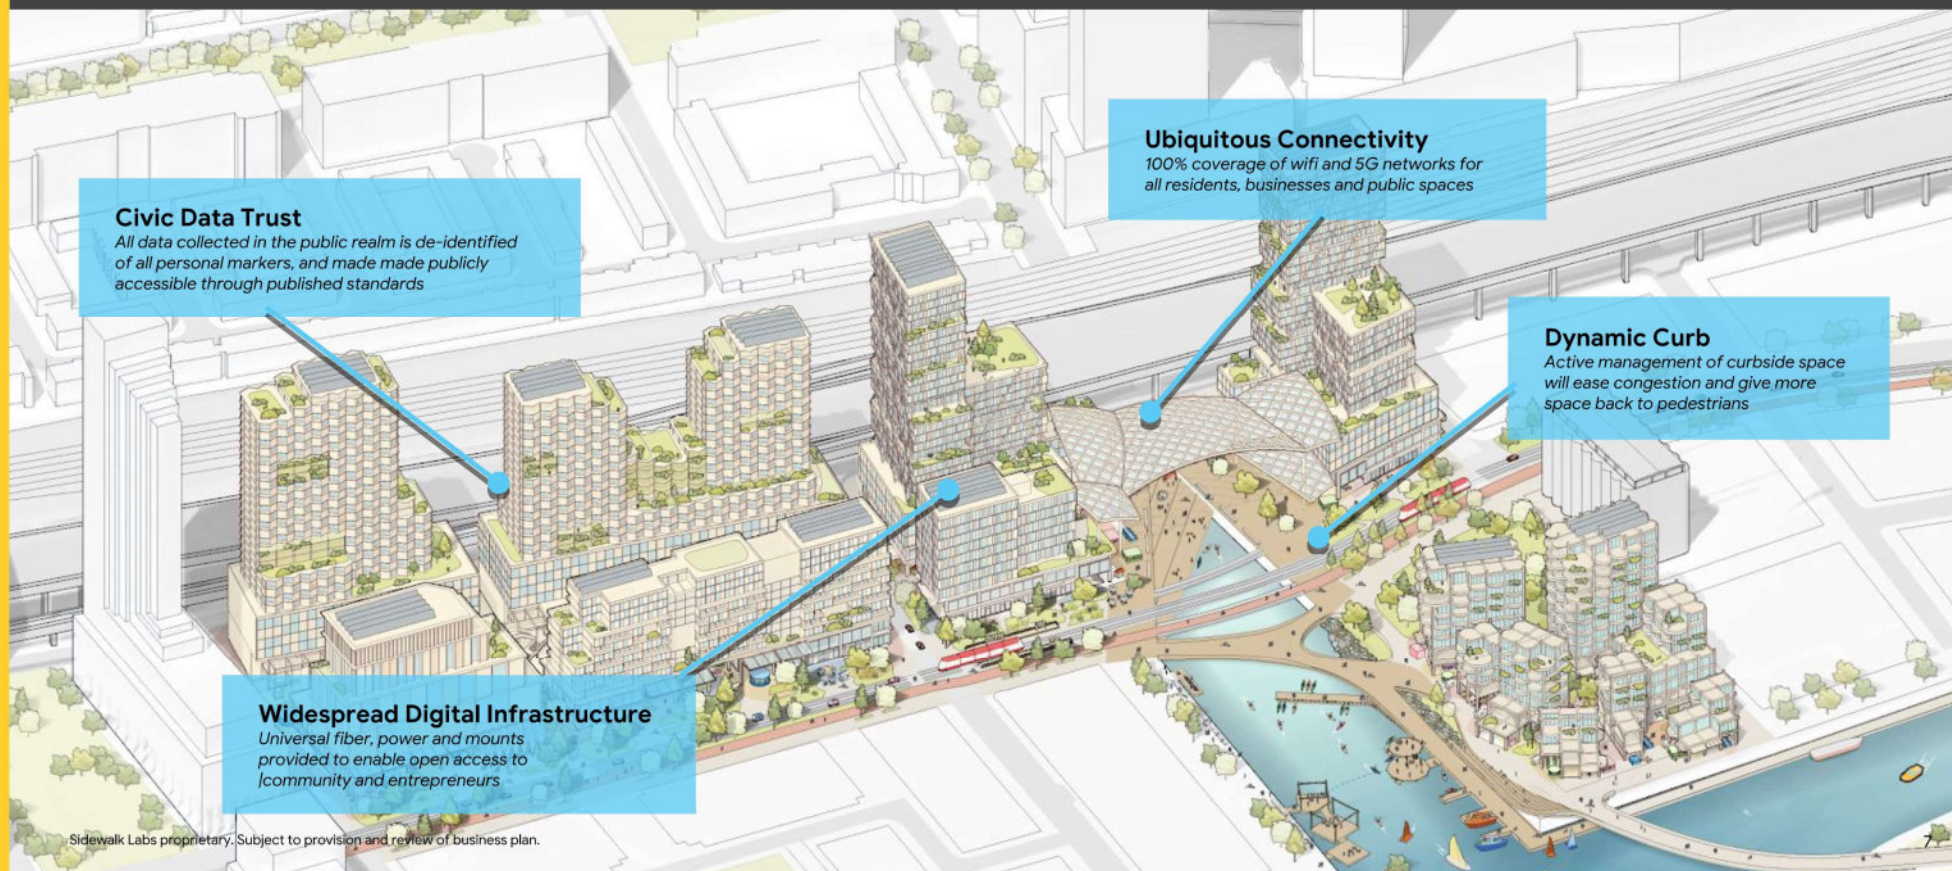 Ubiquitous Connectivity
100% coverage of wifi and 5G networks for
all residents, businesses and public spaces
Civic Data Trust
All data collected in the public realm is de-identified
of all personal markers, and made made publicly
accessible through published standards
Dynamic Curb
Active management of curbside space
will ease congestion and give more
space back to pedestrians
Widespread Digital Infrastructure
Universal fiber, power and mounts
provided to enable open access to
|community and entrepreneurs
Sidewalk Labs proprietary. Subject to provision and review of business plan.
7